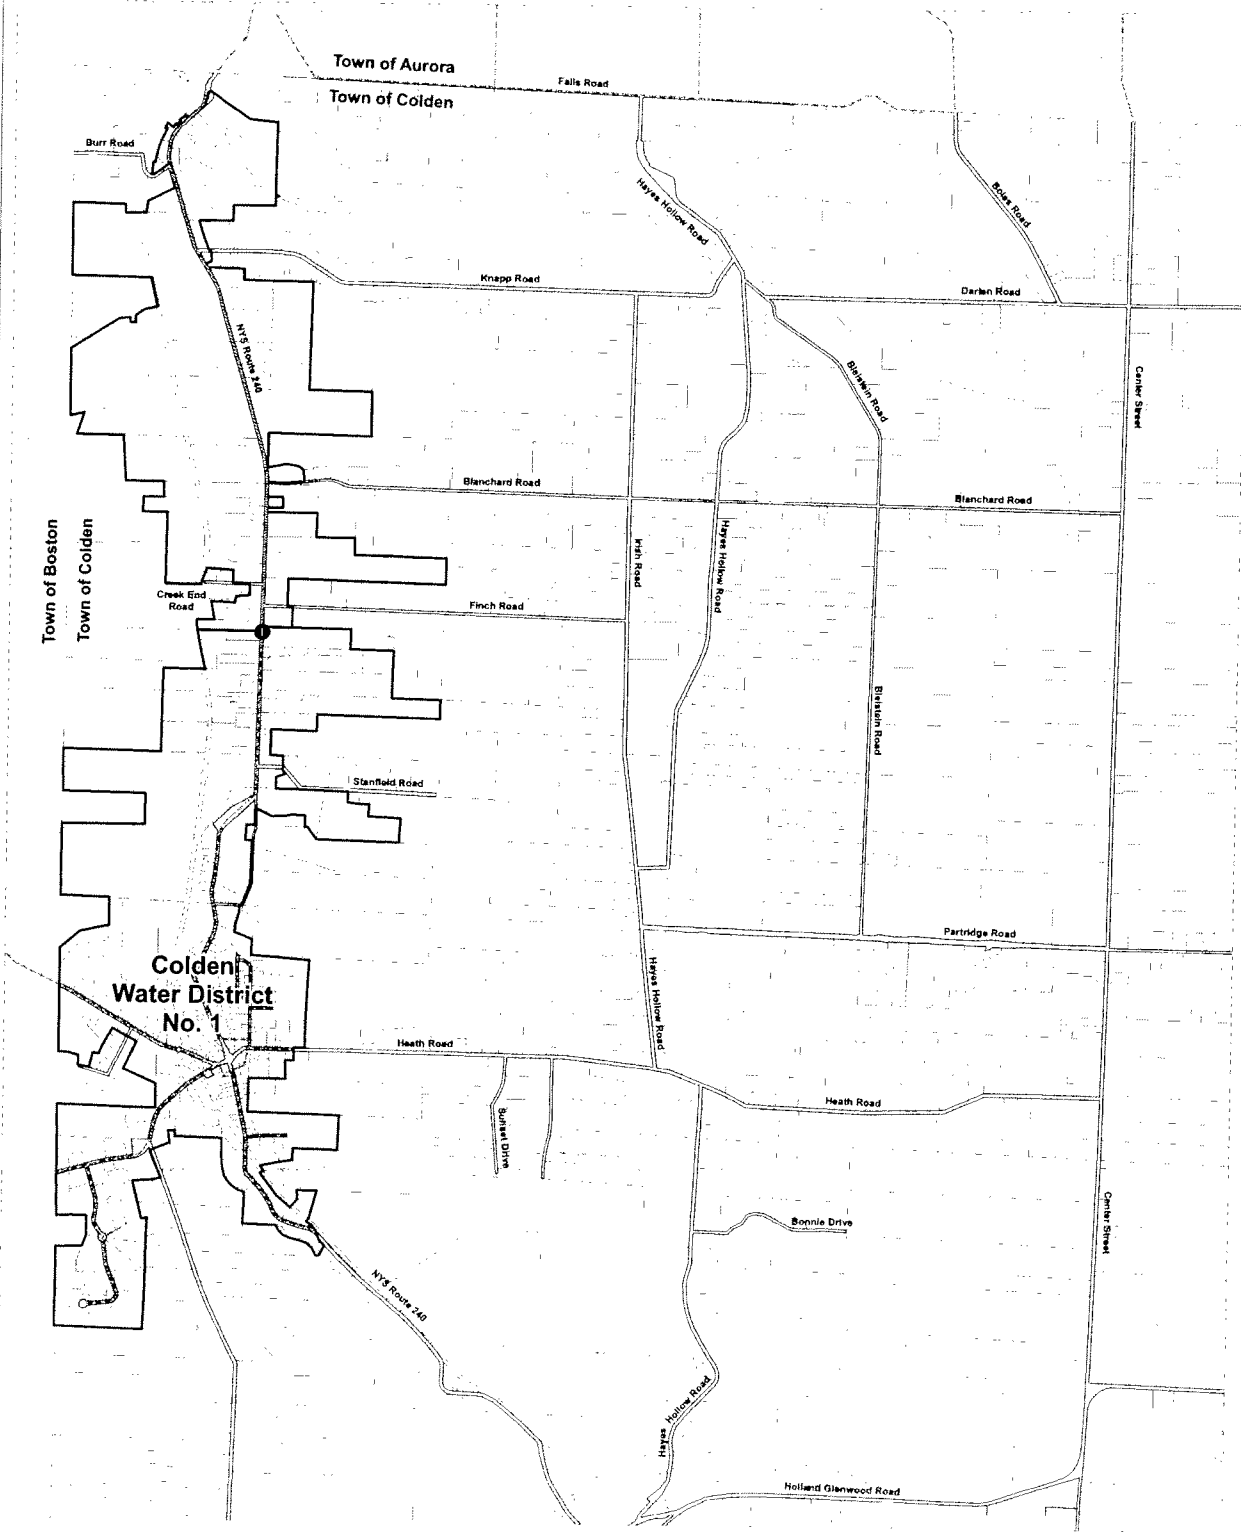 Town of Aurora
Falls Road
Town of Colden
Burr Road
Hayes Hollow Road
Boies Road
Knapp Road
Darien Road
NYS Route 240
Bleistein Road
Center Street
Blanchard Road
Blanchard Road
Town of Boston
Town of Colden
Irish Road
Hayes Hollow Road
Creek End
Road
Finch Road
Bleistein Road
Stanfield Road
Partridge Road
Colden
Water District
No. 1
Hayes Hollow Road
Heath Road
Heath Road
Sunset Drive
Center Street
Bonnie Drive
NYS Route 240
Hayes Hollow Road
Holland Glenwood Road